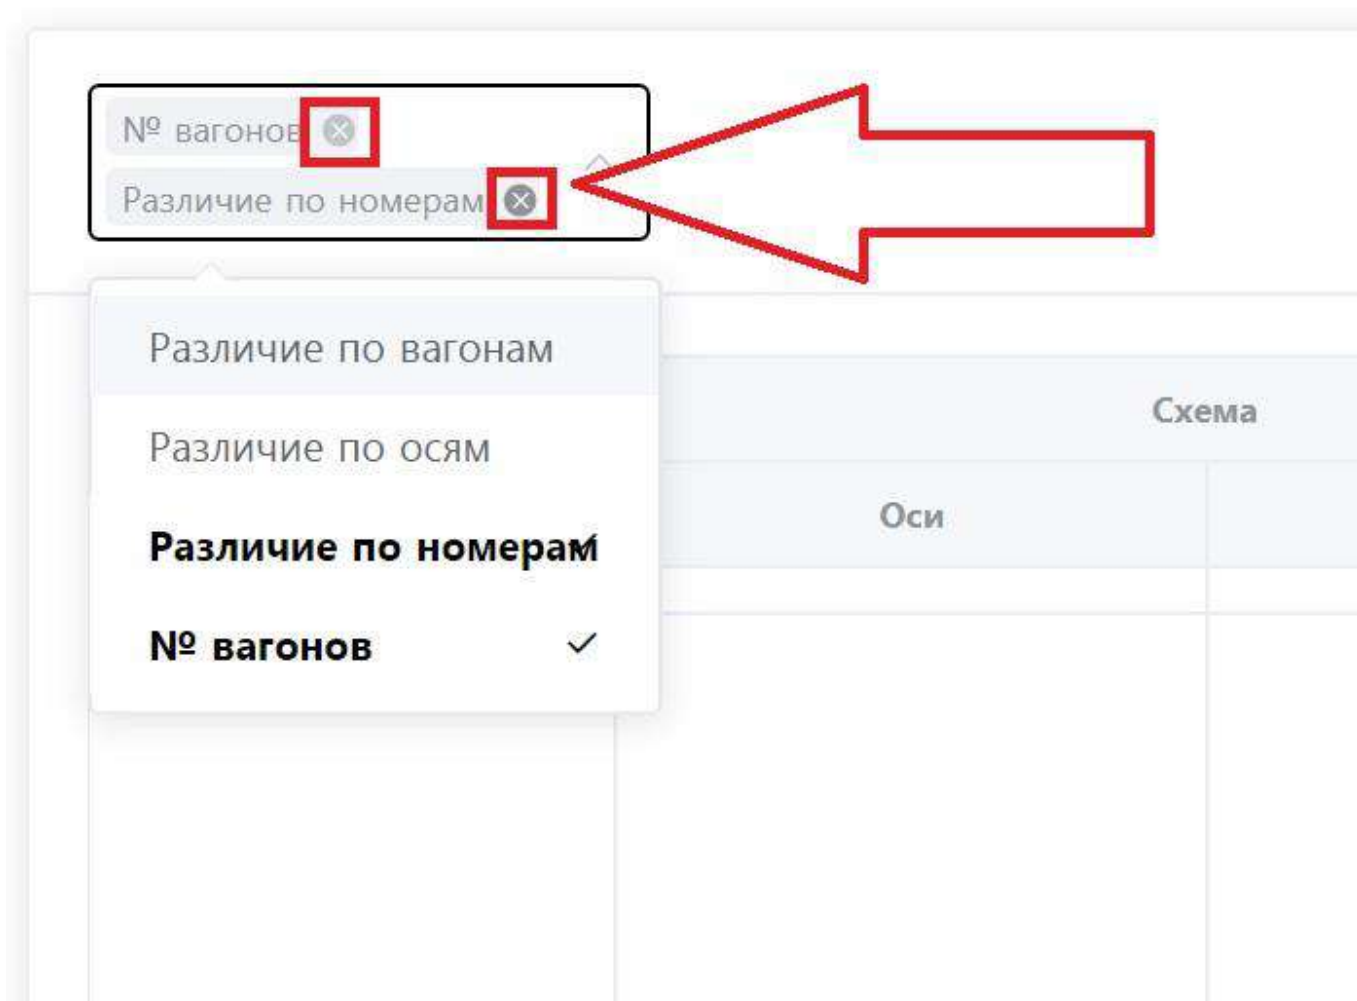 № вагонов
Различие по номерам
Различие по вагонам
Различие по осям
Различие по номерам
№ вагонов
Схема
Оси